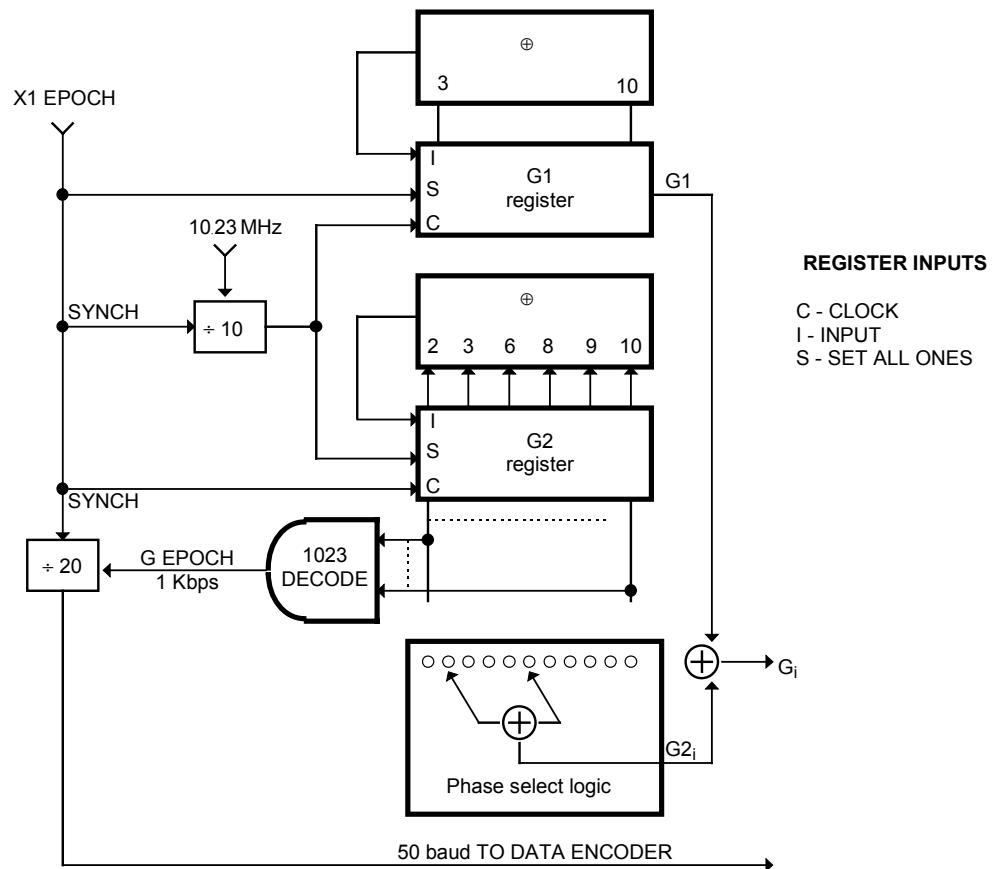 ⊕
3 10
X1 EPOCH
I
S
C
G1
register
G1
10.23 MHz
REGISTER INPUTS
C - CLOCK
I - INPUT
S - SET ALL ONES
SYNCH
÷ 10
⊕
2 3 6 8 9 10
I
S
C
G2
register
SYNCH
÷ 20
G EPOCH
1 Kbps
1023
DECODE
Gi
G2i
Phase select logic
50 baud TO DATA ENCODER